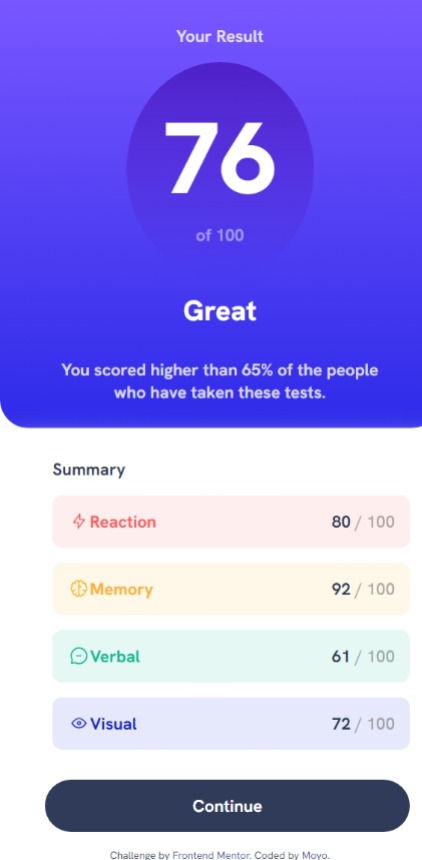 Your Result
76
of 100
Great
You scored higher than 65% of the people
who have taken these tests.
Summary
Reaction 80 / 100
Memory 92 / 100
Verbal 61 / 100
Visual 72 / 100
Continue
Challenge by Frontend Mentor. Coded by Moyo.